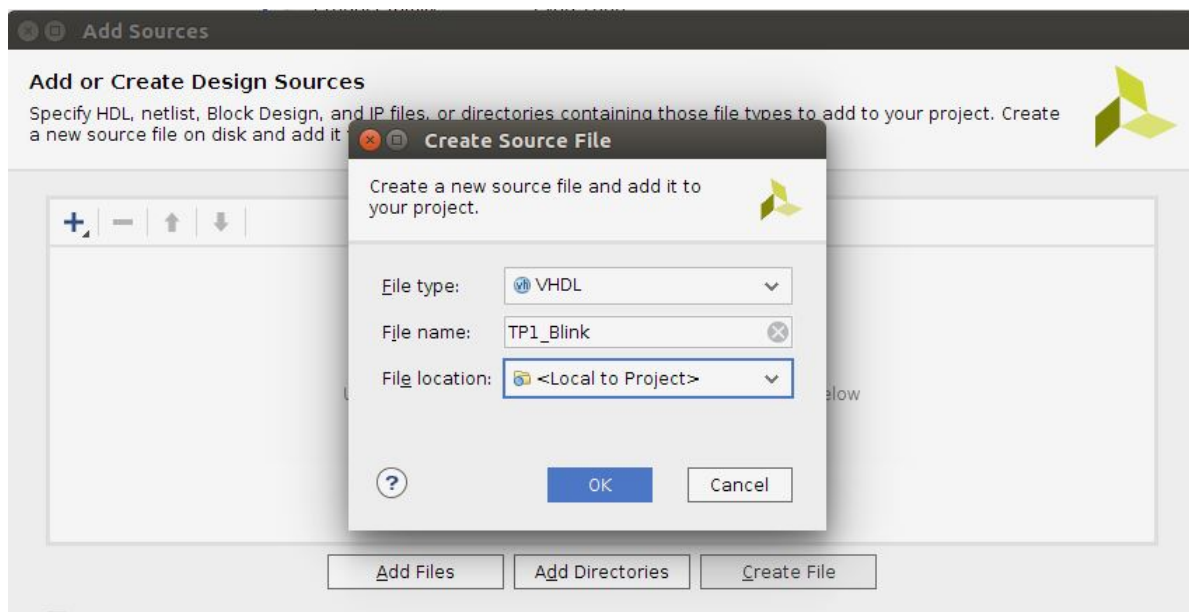 Add Sources
Add or Create Design Sources
Specify HDL, netlist, Block Design, and IP files, or directories containing those file types to add to your project. Create
a new source file on disk and add it
Create Source File
Create a new source file and add it to
your project.
File type:
vh VHDL
File name:
TP1_Blink
File location:
<Local to Project>
elow
?
OK
Cancel
Add Files
Add Directories
Create File